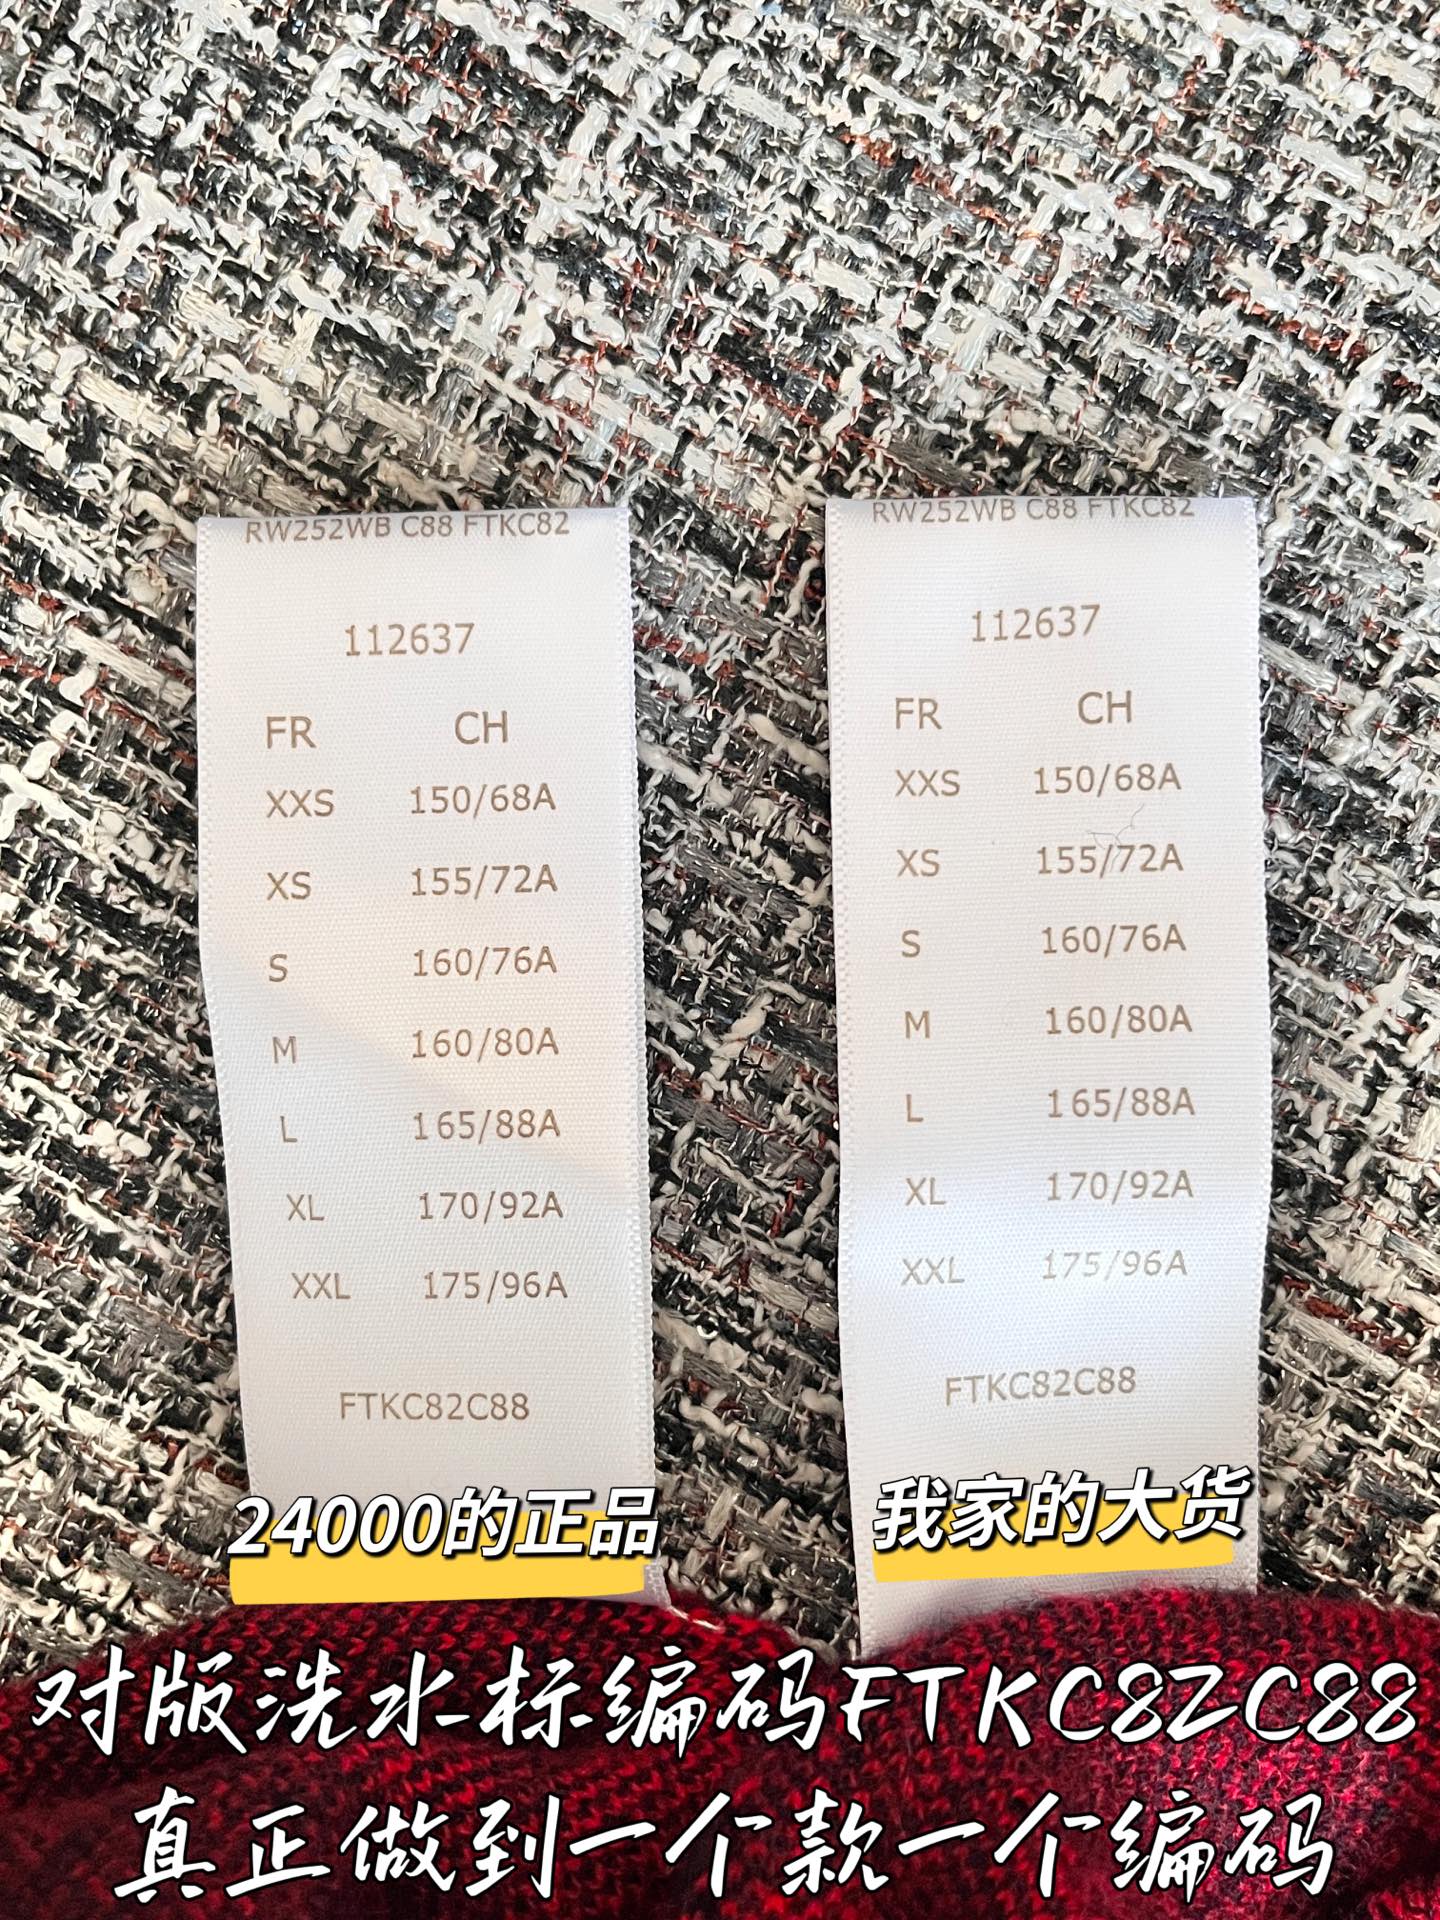 RW252WB C88 FTKC82
112637
FR CH
XXS 150/68A
XS 155/72A
S 160/76A
M 160/80A
L 165/88A
XL 170/92A
XXL 175/96A
FTKC82C88
24000的正品
RW252WB C88 FTKC82
112637
FR CH
XXS 150/68A
XS 155/72A
S 160/76A
M 160/80A
L 165/88A
XL 170/92A
XXL 175/96A
FTKC82C88
我家的大货
对版洗水标编码FTKC82C88
真正做到一个款一个编码